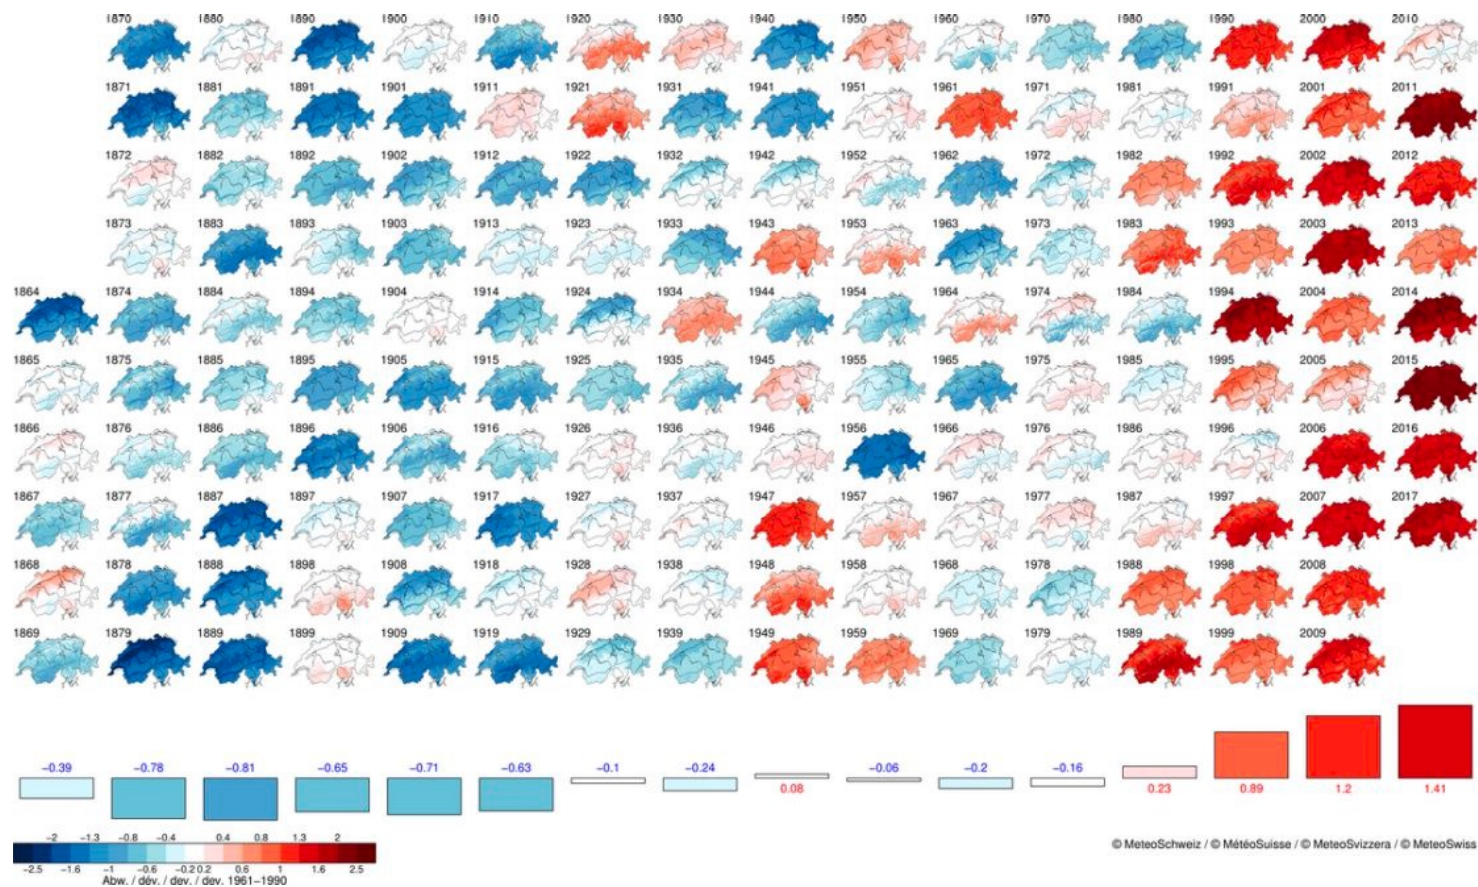 1870 1880 1890 1900 1910 1920 1930 1940 1950 1960 1970 1980 1990 2000 2010
1871 1881 1891 1901 1911 1921 1931 1941 1951 1961 1971 1981 1991 2001 2011
1872 1882 1892 1902 1912 1922 1932 1942 1952 1962 1972 1982 1992 2002 2012
1873 1883 1893 1903 1913 1923 1933 1943 1953 1963 1973 1983 1993 2003 2013
1864 1874 1884 1894 1904 1914 1924 1934 1944 1954 1964 1974 1984 1994 2004 2014
1865 1875 1885 1895 1905 1915 1925 1935 1945 1955 1965 1975 1985 1995 2005 2015
1866 1876 1886 1896 1906 1916 1926 1936 1946 1956 1966 1976 1986 1996 2006 2016
1867 1877 1887 1897 1907 1917 1927 1937 1947 1957 1967 1977 1987 1997 2007 2017
1868 1878 1888 1898 1908 1918 1928 1938 1948 1958 1968 1978 1988 1998 2008
1869 1879 1889 1899 1909 1919 1929 1939 1949 1959 1969 1979 1989 1999 2009
−0.39 −0.78 −0.81 −0.65 −0.71 −0.63 −0.1 −0.24 0.08 −0.06 −0.2 −0.16 0.23 0.89 1.2 1.41
−2 −1.3 −0.8 −0.4 0.4 0.8 1.3 2
−2.5 −1.6 −1 −0.6 −0.2 0.2 0.6 1 1.6 2.5
Abw. / dév. / dev. / dev. 1961−1990
© MeteoSchweiz / © MétéoSuisse / © MeteoSvizzera / © MeteoSwiss